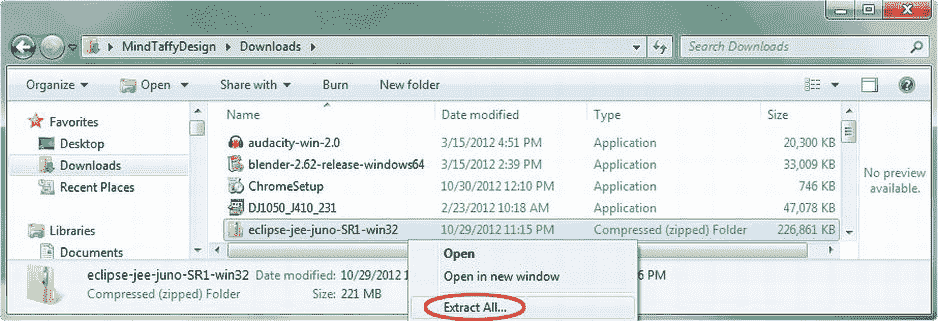 MindTaffyDesign Downloads Search Downloads
Organize Open Share with Burn New folder
Favorites
Desktop
Downloads
Recent Places
Libraries
Documents
Name Date modified Type Size
audacity-win-2.0 3/15/2012 4:51 PM Application 20,300 KB
blender-2.62-release-windows64 3/15/2012 2:39 PM Application 33,009 KB
ChromeSetup 10/30/2012 12:10 PM Application 746 KB
DJ1050_J410_231 2/23/2012 10:18 AM Application 47,078 KB
eclipse-jee-juno-SR1-win32 10/29/2012 11:15 PM Compressed (zipped) Folder 226,861 KB
No preview
available.
Open
Open in new window
Extract All...
eclipse-jee-juno-SR1-win32 Date modified: 10/29/2012 1 6 PM
Compressed (zipped) Folder Size: 221 MB